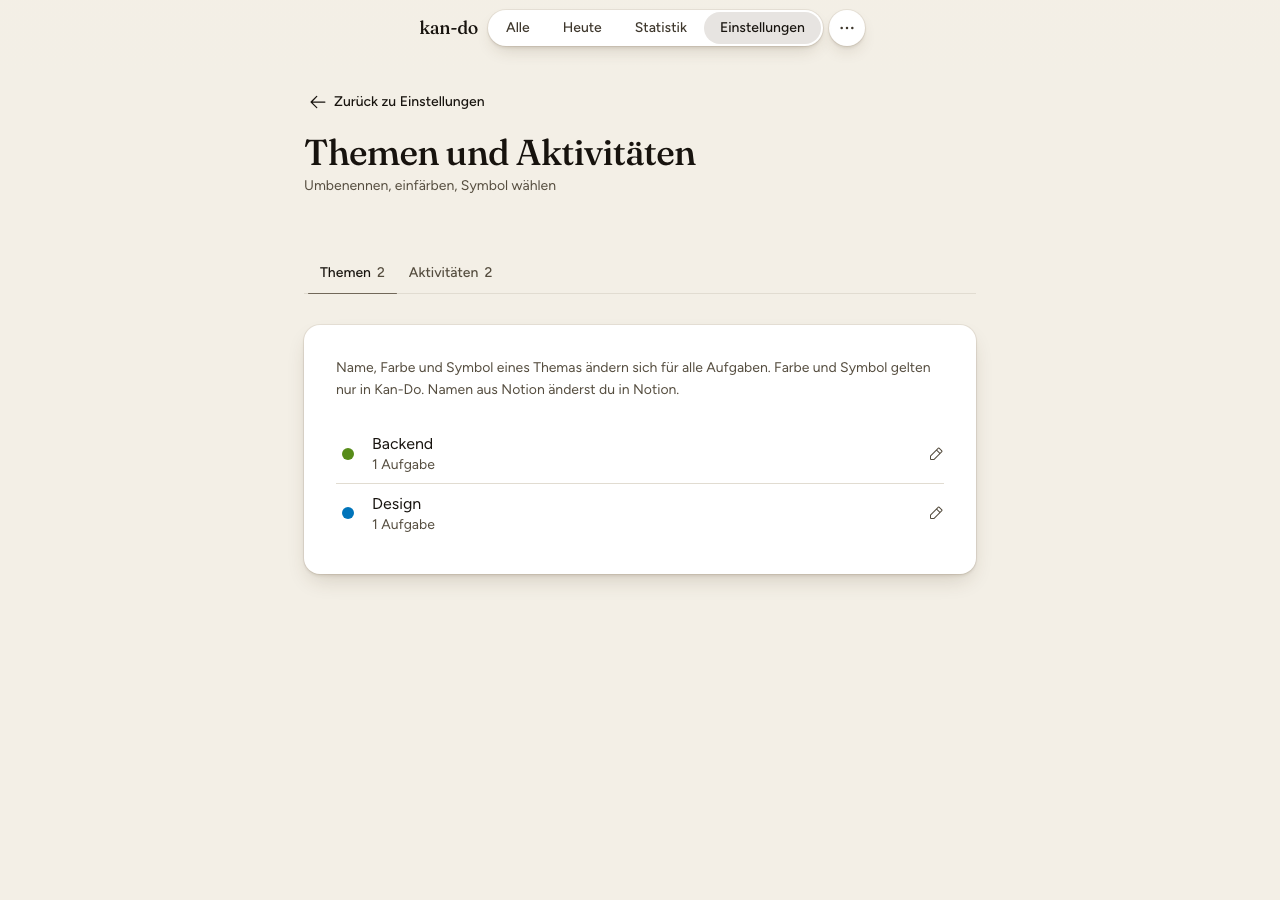 kan-do Alle Heute Statistik Einstellungen
Zurück zu Einstellungen
Themen und Aktivitäten
Umbenennen, einfärben, Symbol wählen
Themen 2 Aktivitäten 2
Name, Farbe und Symbol eines Themas ändern sich für alle Aufgaben. Farbe und Symbol gelten
nur in Kan-Do. Namen aus Notion änderst du in Notion.
Backend
1 Aufgabe
Design
1 Aufgabe